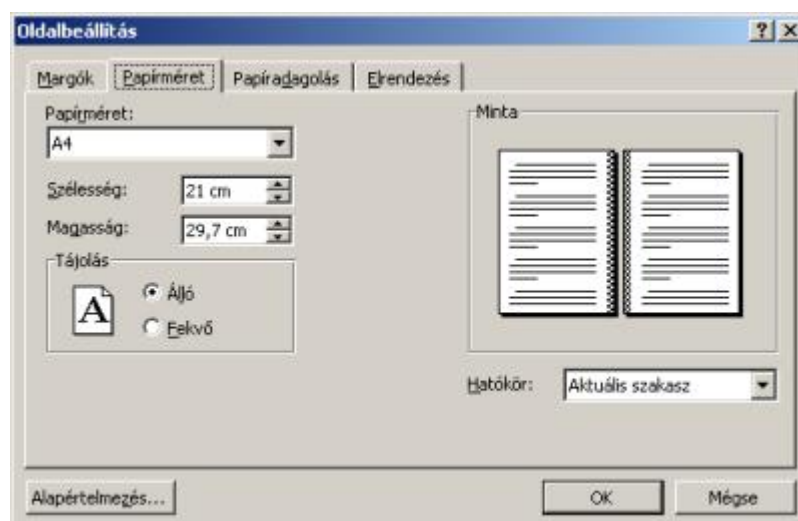 Oldalbeállítás
Margók Papírméret Papíradagolás Elrendezés
Papírméret:
A4
Szélesség: 21 cm
Magasság: 29,7 cm
Tájolás
A
Álló
Fekvő
Minta
Hatókör: Aktuális szakasz
Alapértelmezés... OK Mégse